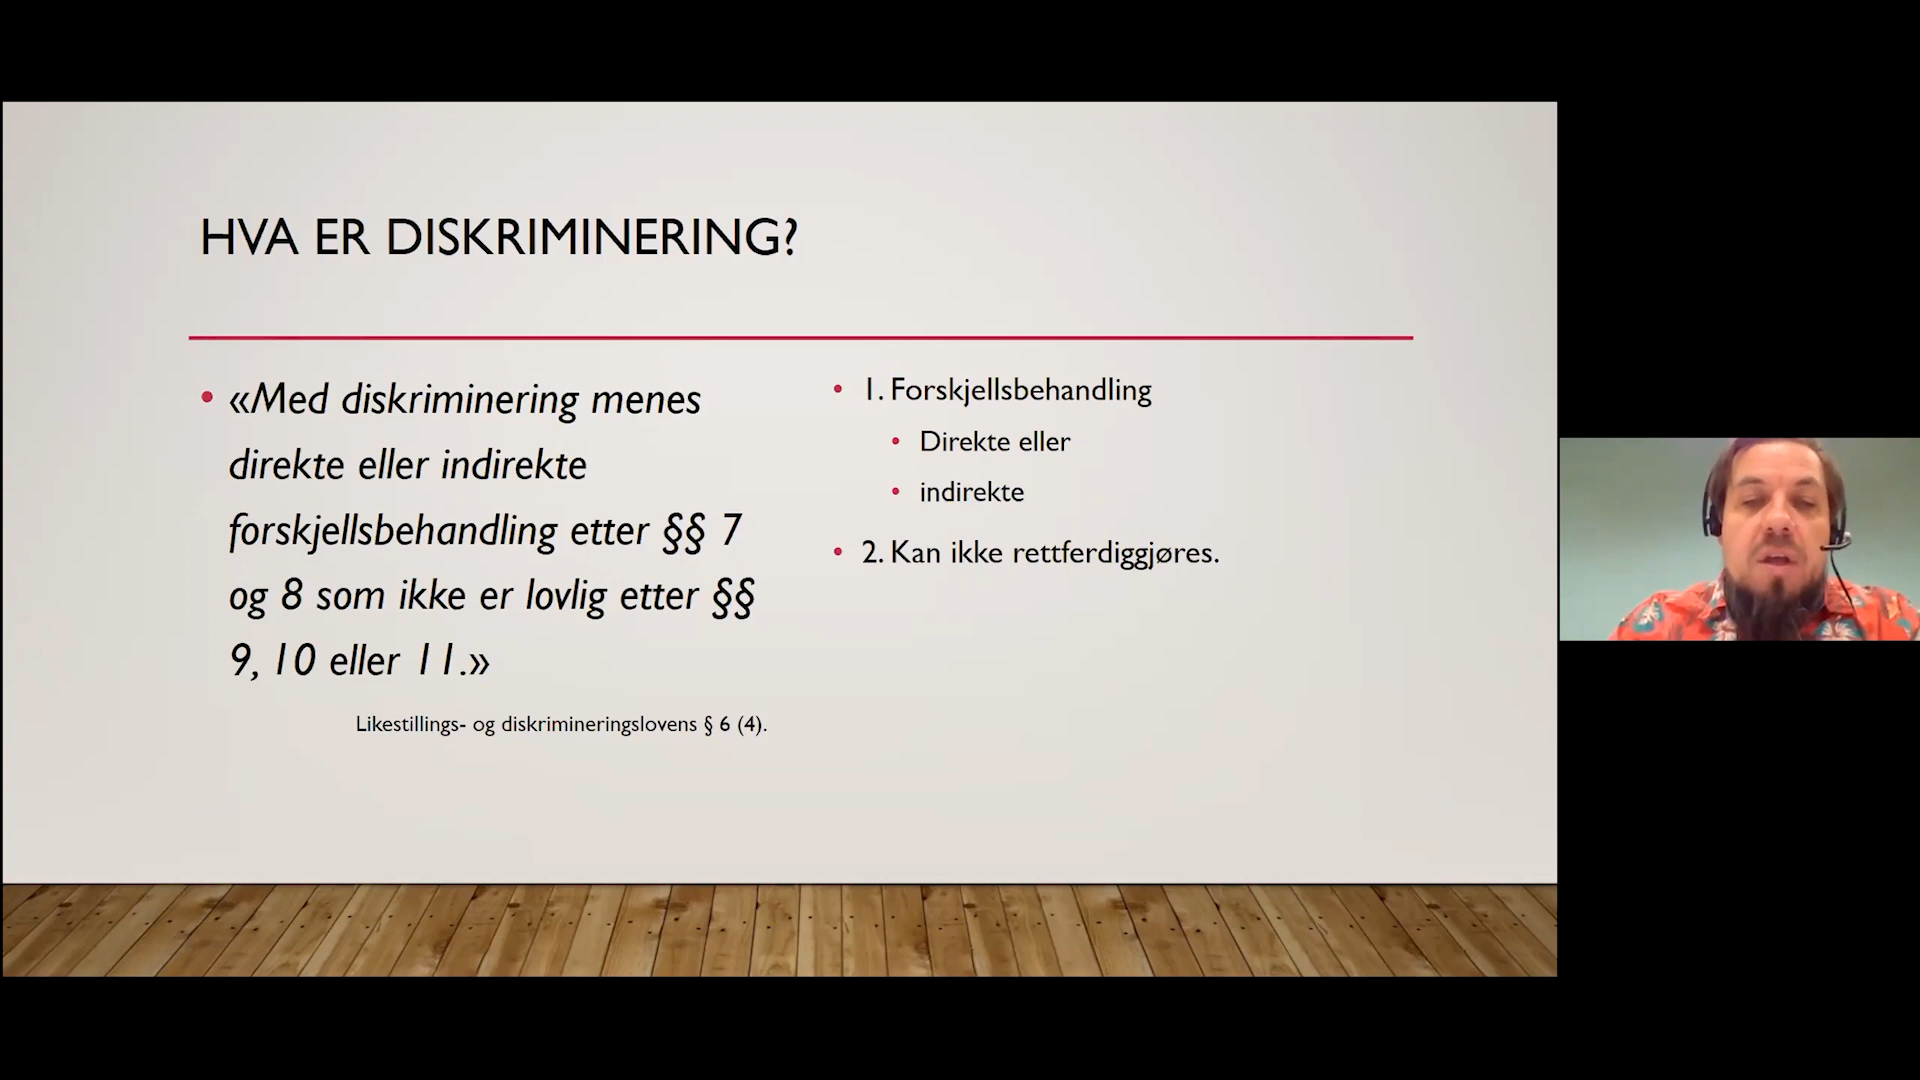 HVA ER DISKRIMINERING?
• «Med diskriminering menes
direkte eller indirekte
forskjellsbehandling etter §§ 7
og 8 som ikke er lovlig etter §§
9, 10 eller 11.»
Likestillings- og diskrimineringslovens § 6 (4).
• 1. Forskjellsbehandling
• Direkte eller
• indirekte
• 2. Kan ikke rettferdiggjøres.